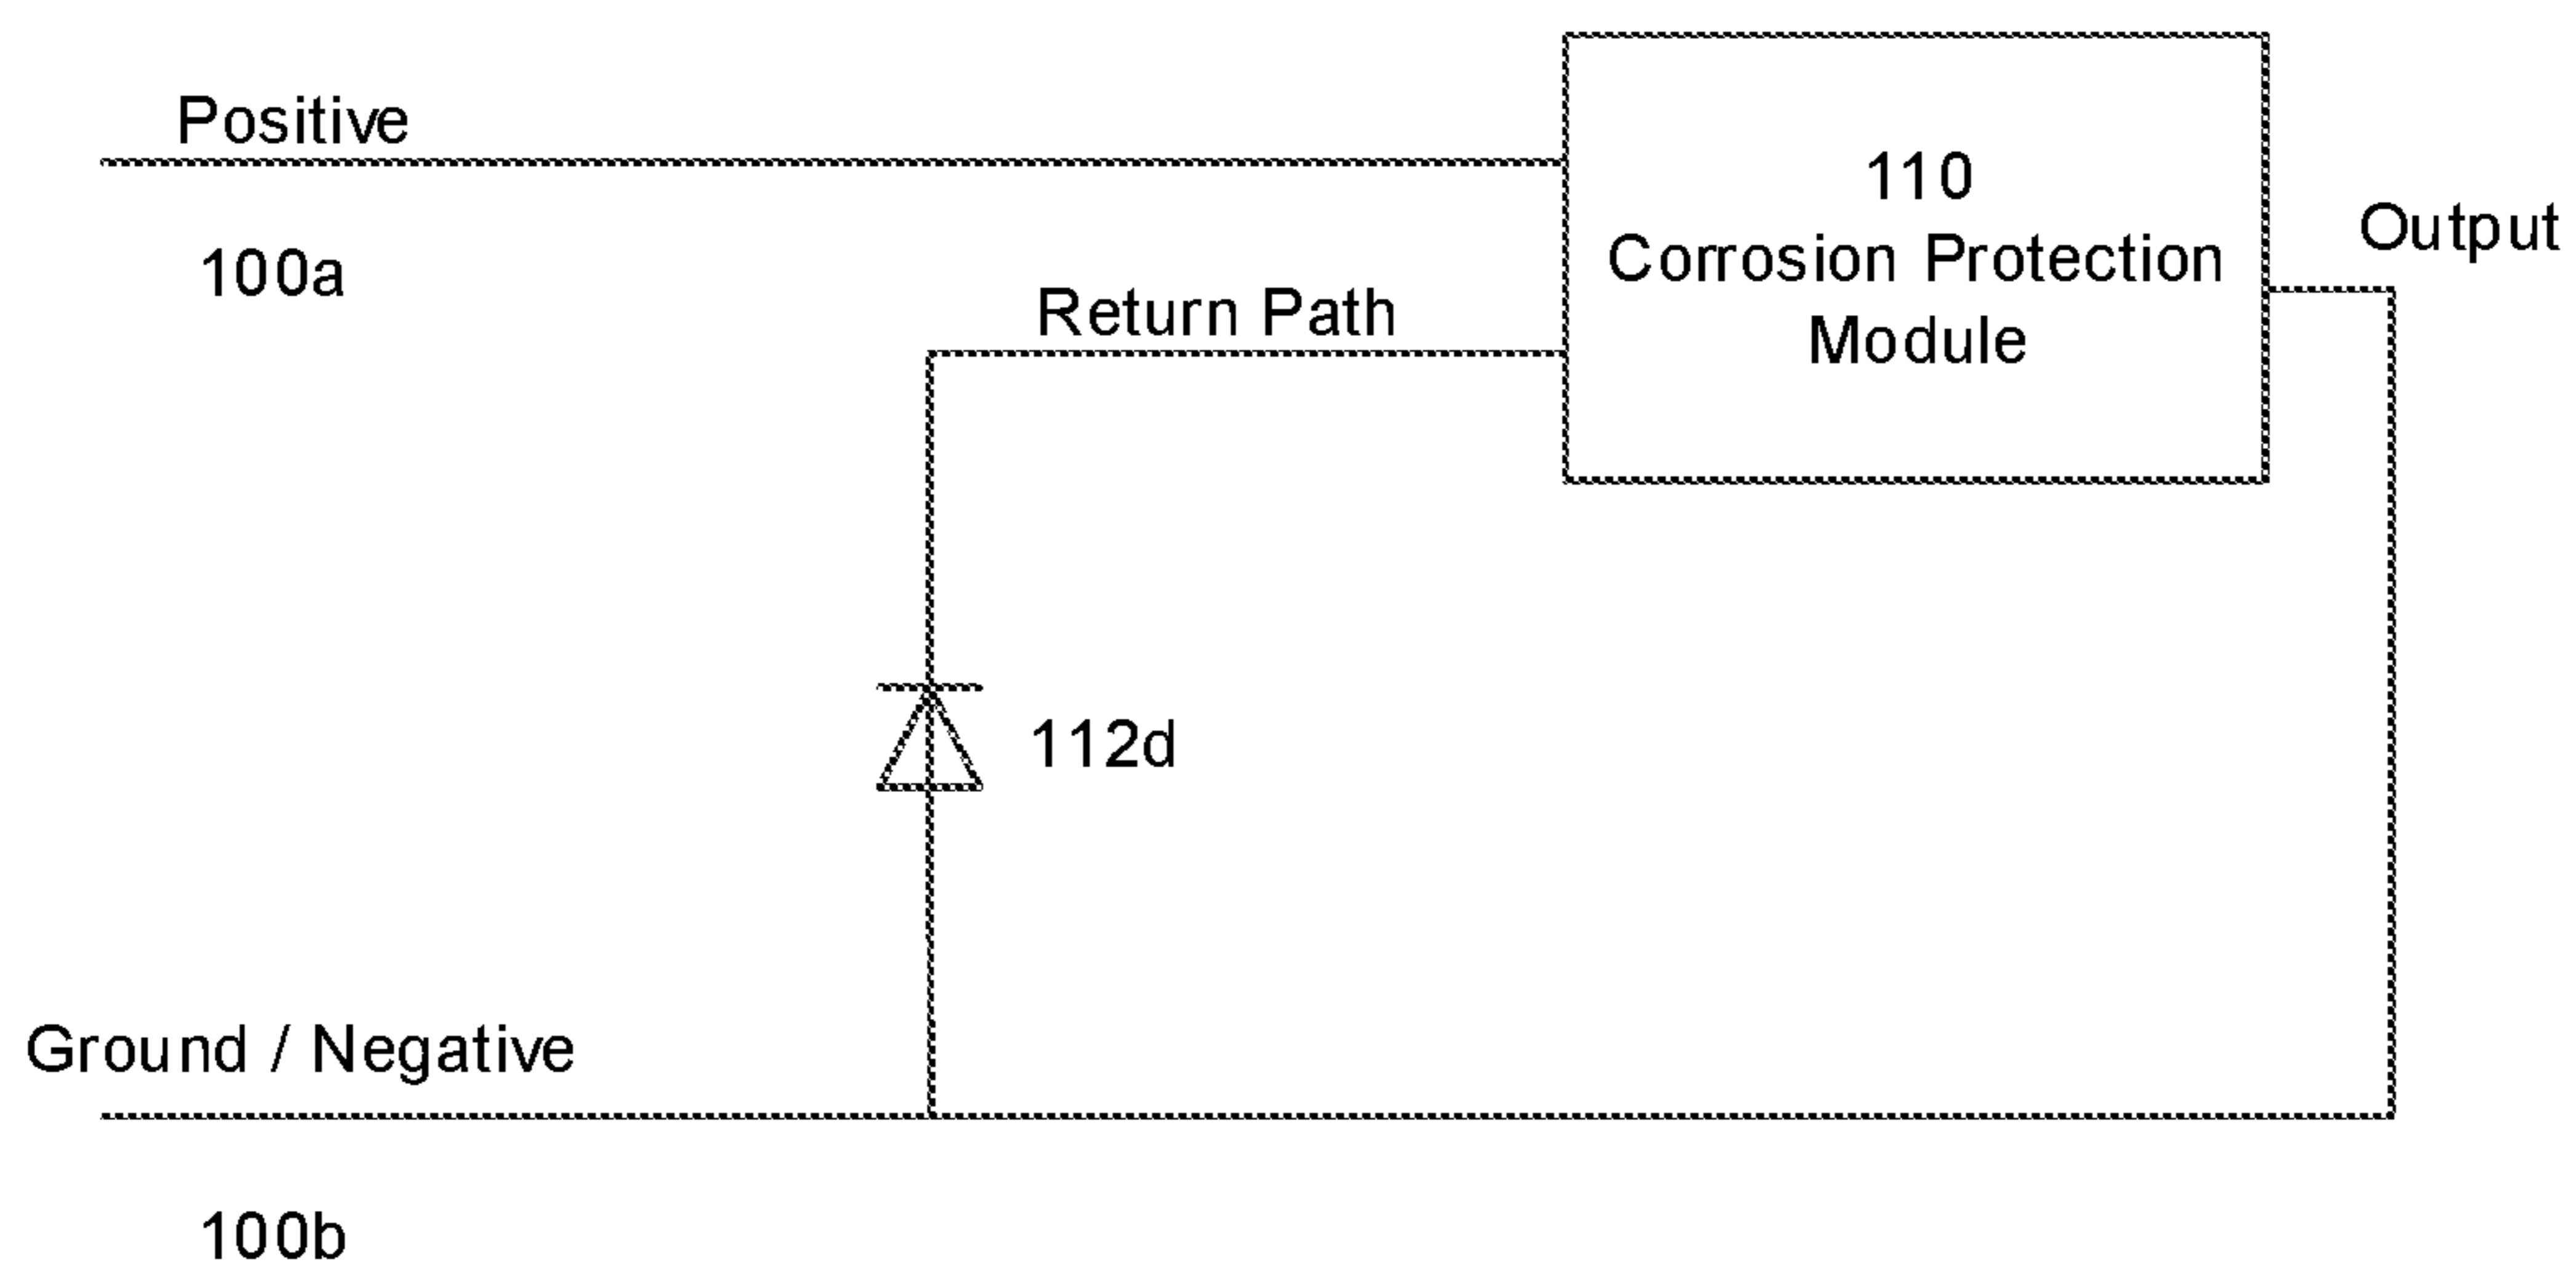 Positive
100a
Return Path
110
Corrosion Protection
Module
Output
112d
Ground / Negative
100b